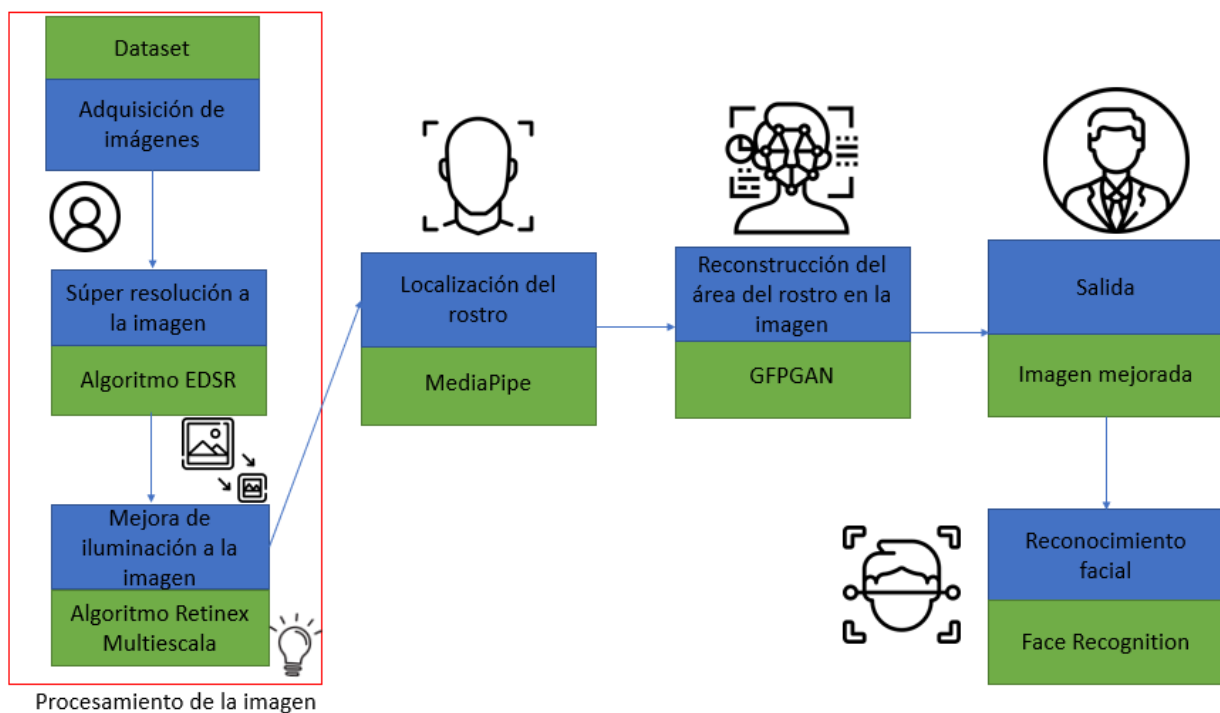 Dataset
Adquisición de
imágenes
Súper resolución a
la imagen
Algoritmo EDSR
Mejora de
iluminación a la
imagen
Algoritmo Retinex
Multiescala
Procesamiento de la imagen
Localización del
rostro
MediaPipe
Reconstrucción del
área del rostro en la
imagen
GFPGAN
Salida
Imagen mejorada
Reconocimiento
facial
Face Recognition